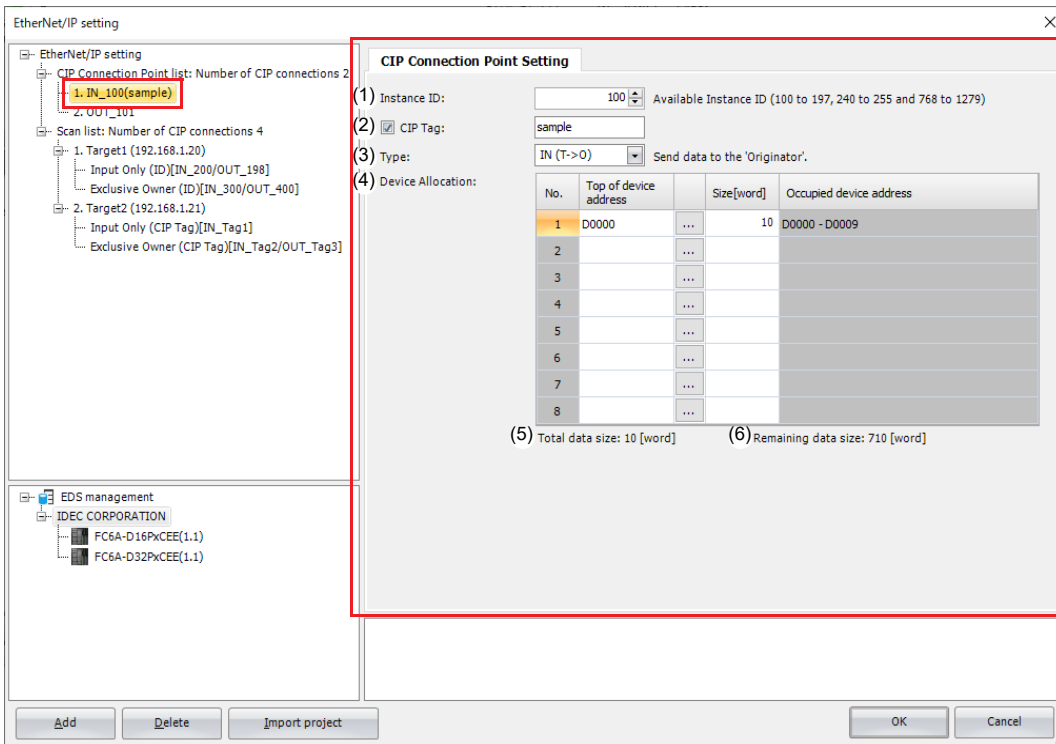 EtherNet/IP setting
EtherNet/IP setting
CIP Connection Point list: Number of CIP connections 2
1. IN_100(sample)
2. OUT_101
Scan list: Number of CIP connections 4
1. Target1 (192.168.1.20)
Input Only (ID)[IN_200/OUT_198]
Exclusive Owner (ID)[IN_300/OUT_400]
2. Target2 (192.168.1.21)
Input Only (CIP Tag)[IN_Tag1]
Exclusive Owner (CIP Tag)[IN_Tag2/OUT_Tag3]
EDS management
IDEC CORPORATION
FC6A-D16PxCEE(1.1)
FC6A-D32PxCEE(1.1)
CIP Connection Point Setting
(1) Instance ID: 100 Available Instance ID (100 to 197, 240 to 255 and 768 to 1279)
(2) CIP Tag: sample
(3) Type: IN (T->O) Send data to the 'Originator'.
(4) Device Allocation:
No. Top of device address Size[word] Occupied device address
1 D0000 ... 10 D0000 - D0009
2 ...
3 ...
4 ...
5 ...
6 ...
7 ...
8 ...
(5) Total data size: 10 [word] (6) Remaining data size: 710 [word]
Add Delete Import project OK Cancel